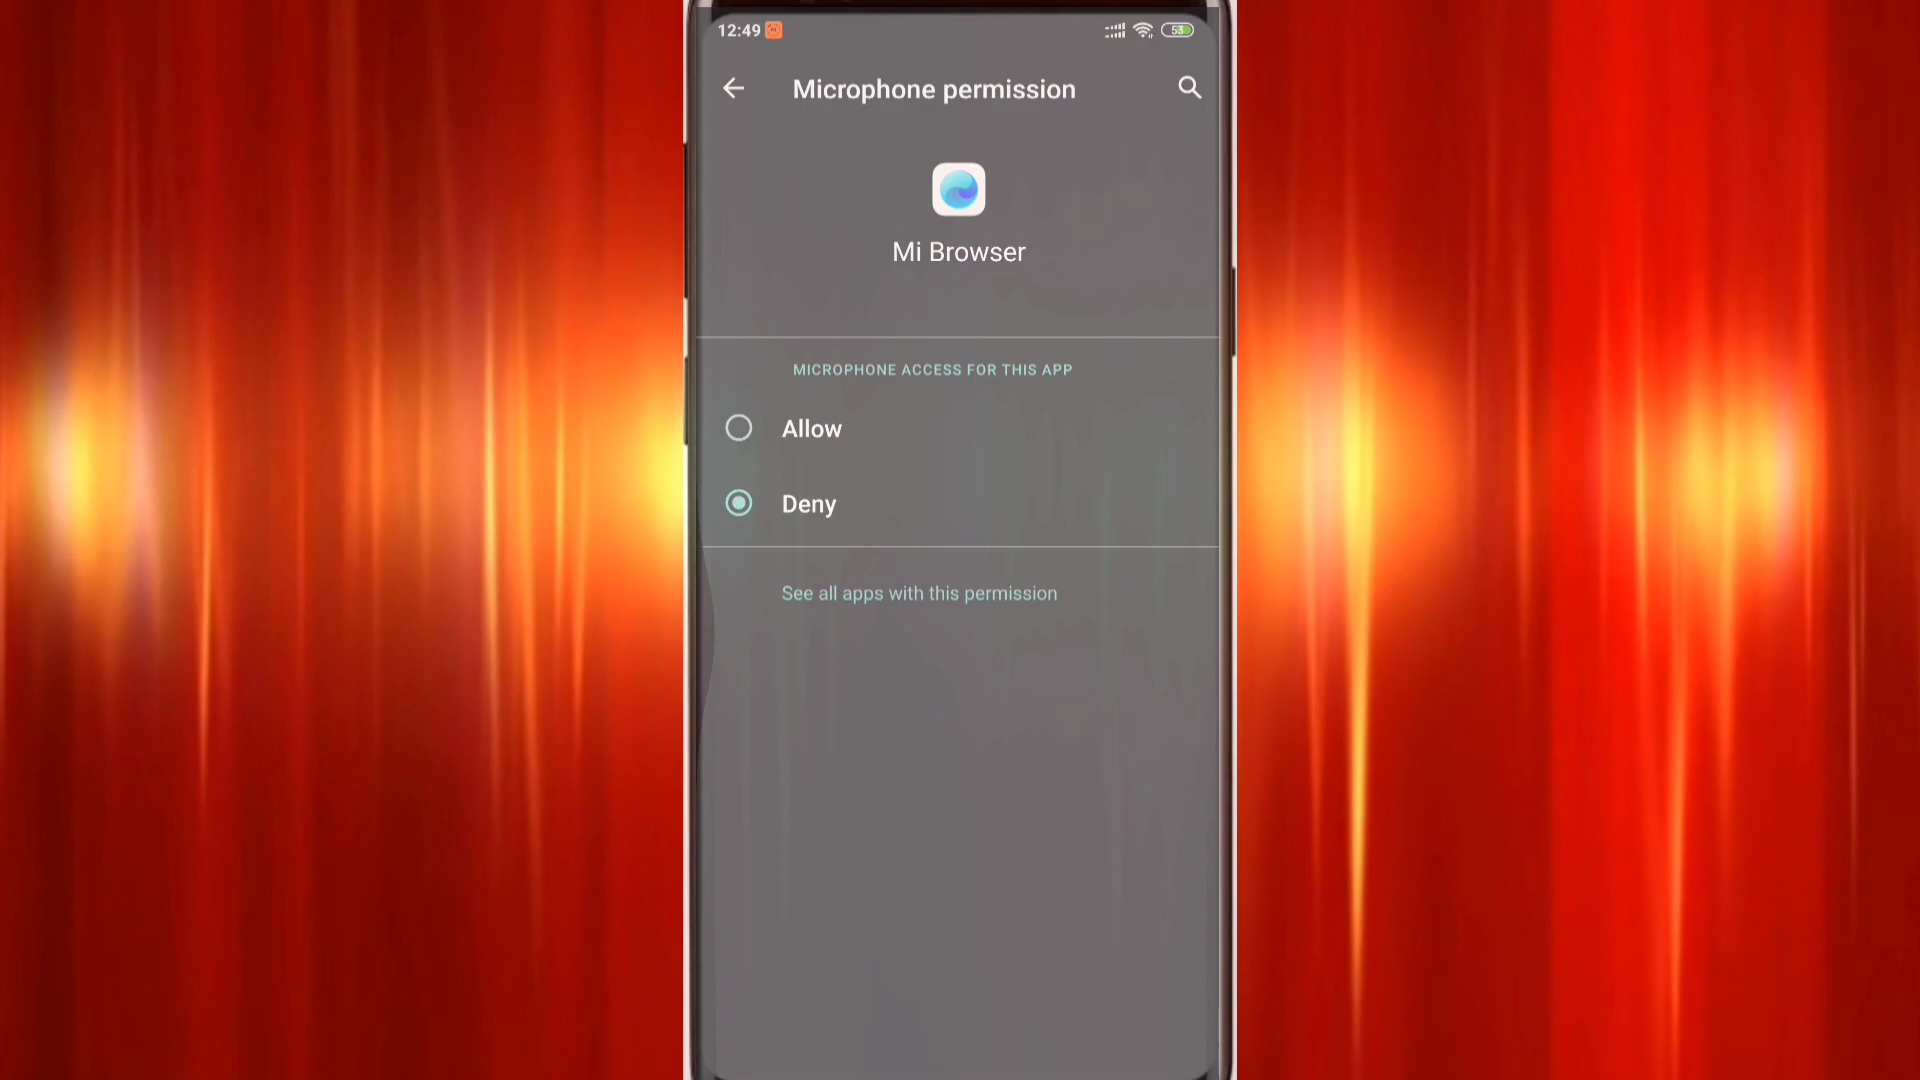 12:49
53
Microphone permission
Mi Browser
MICROPHONE ACCESS FOR THIS APP
Allow
Deny
See all apps with this permission